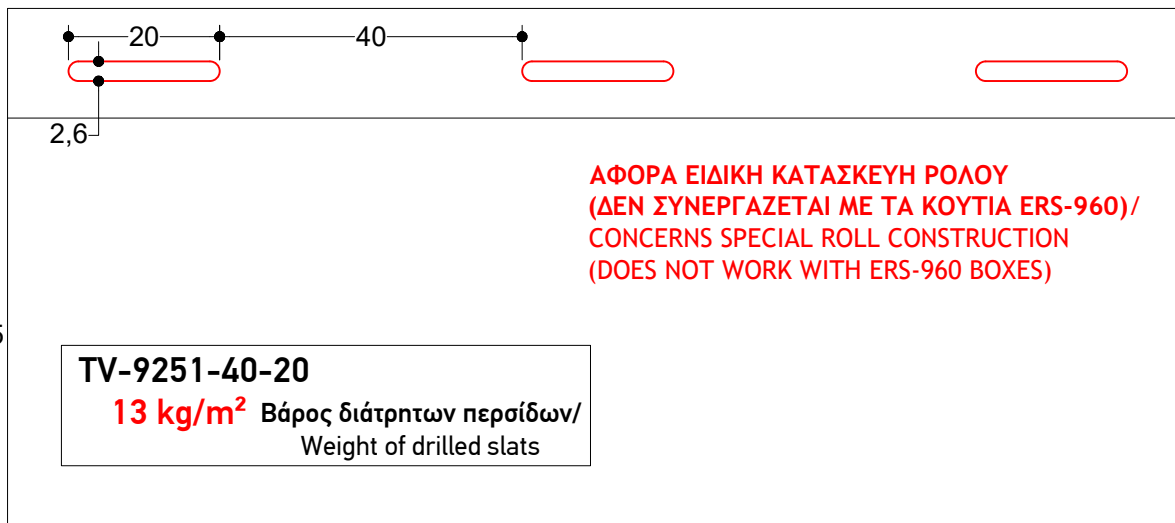 20
40
2,6
ΑΦΟΡΑ ΕΙΔΙΚΗ ΚΑΤΑΣΚΕΥΗ ΡΟΛΟΥ
(ΔΕΝ ΣΥΝΕΡΓΑΖΕΤΑΙ ΜΕ ΤΑ ΚΟΥΤΙΑ ERS-960)/
CONCERNS SPECIAL ROLL CONSTRUCTION
(DOES NOT WORK WITH ERS-960 BOXES)
TV-9251-40-20
13 kg/m² Βάρος διάτρητων περσίδων/
Weight of drilled slats